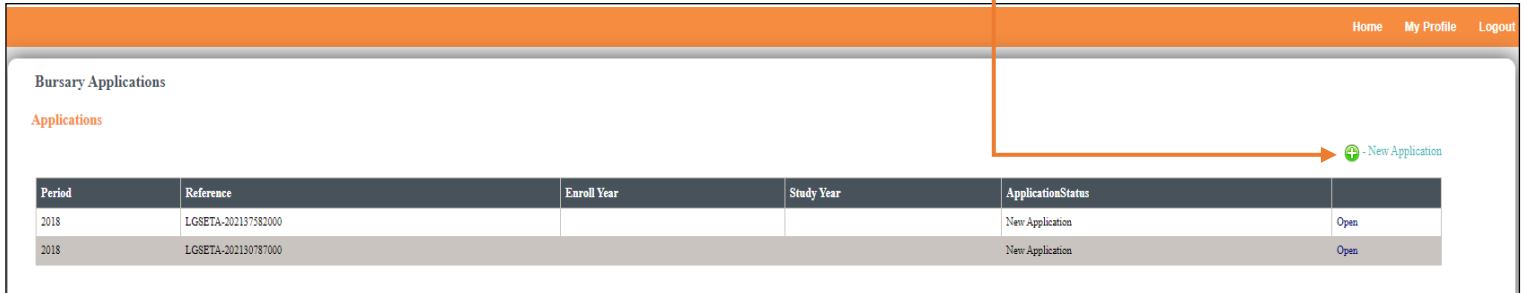 Home My Profile Logout
Bursary Applications
Applications
- New Application
Period Reference Enroll Year Study Year ApplicationStatus
2018 LGSETA-202137582000 New Application Open
2018 LGSETA-202130787000 New Application Open